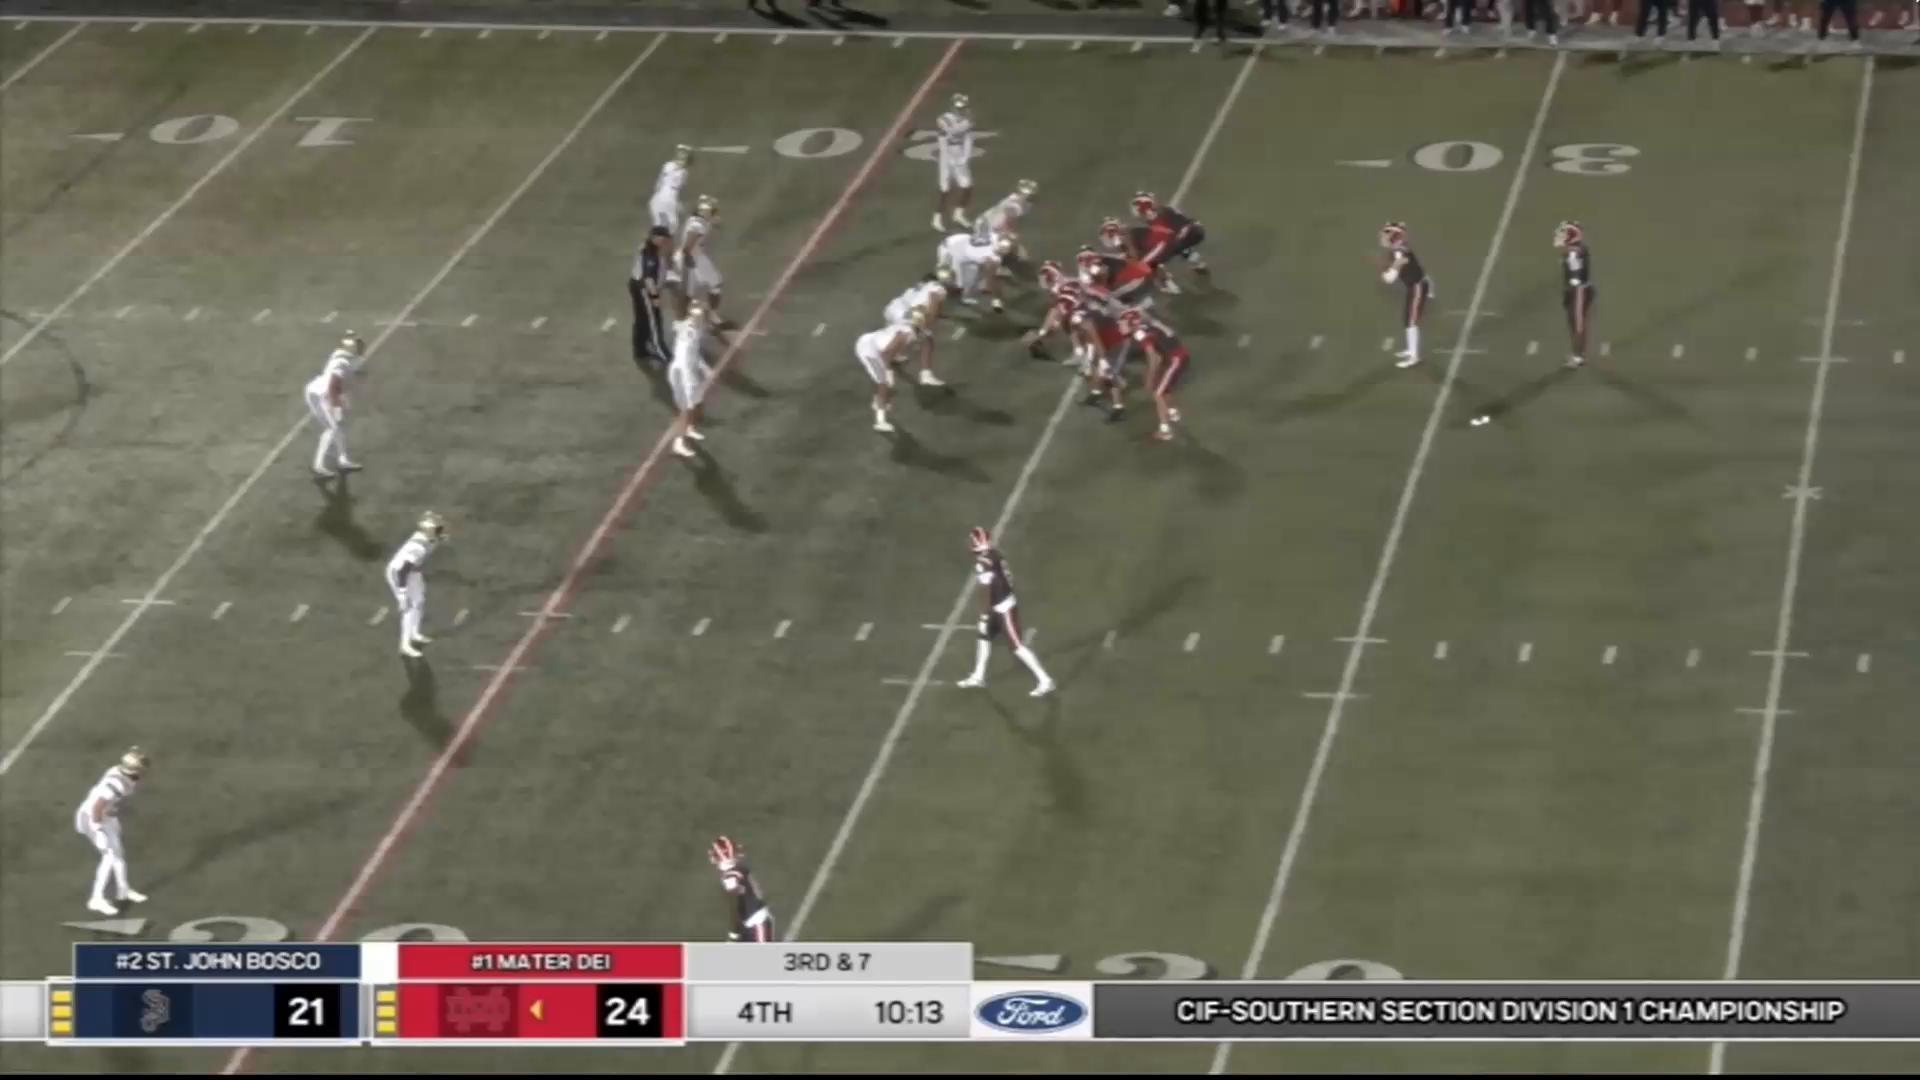 10
20
30
20
30
#2 ST. JOHN BOSCO
#1 MATER DEI
3RD & 7
21
24
4TH 10:13
Ford
CIF-SOUTHERN SECTION DIVISION 1 CHAMPIONSHIP